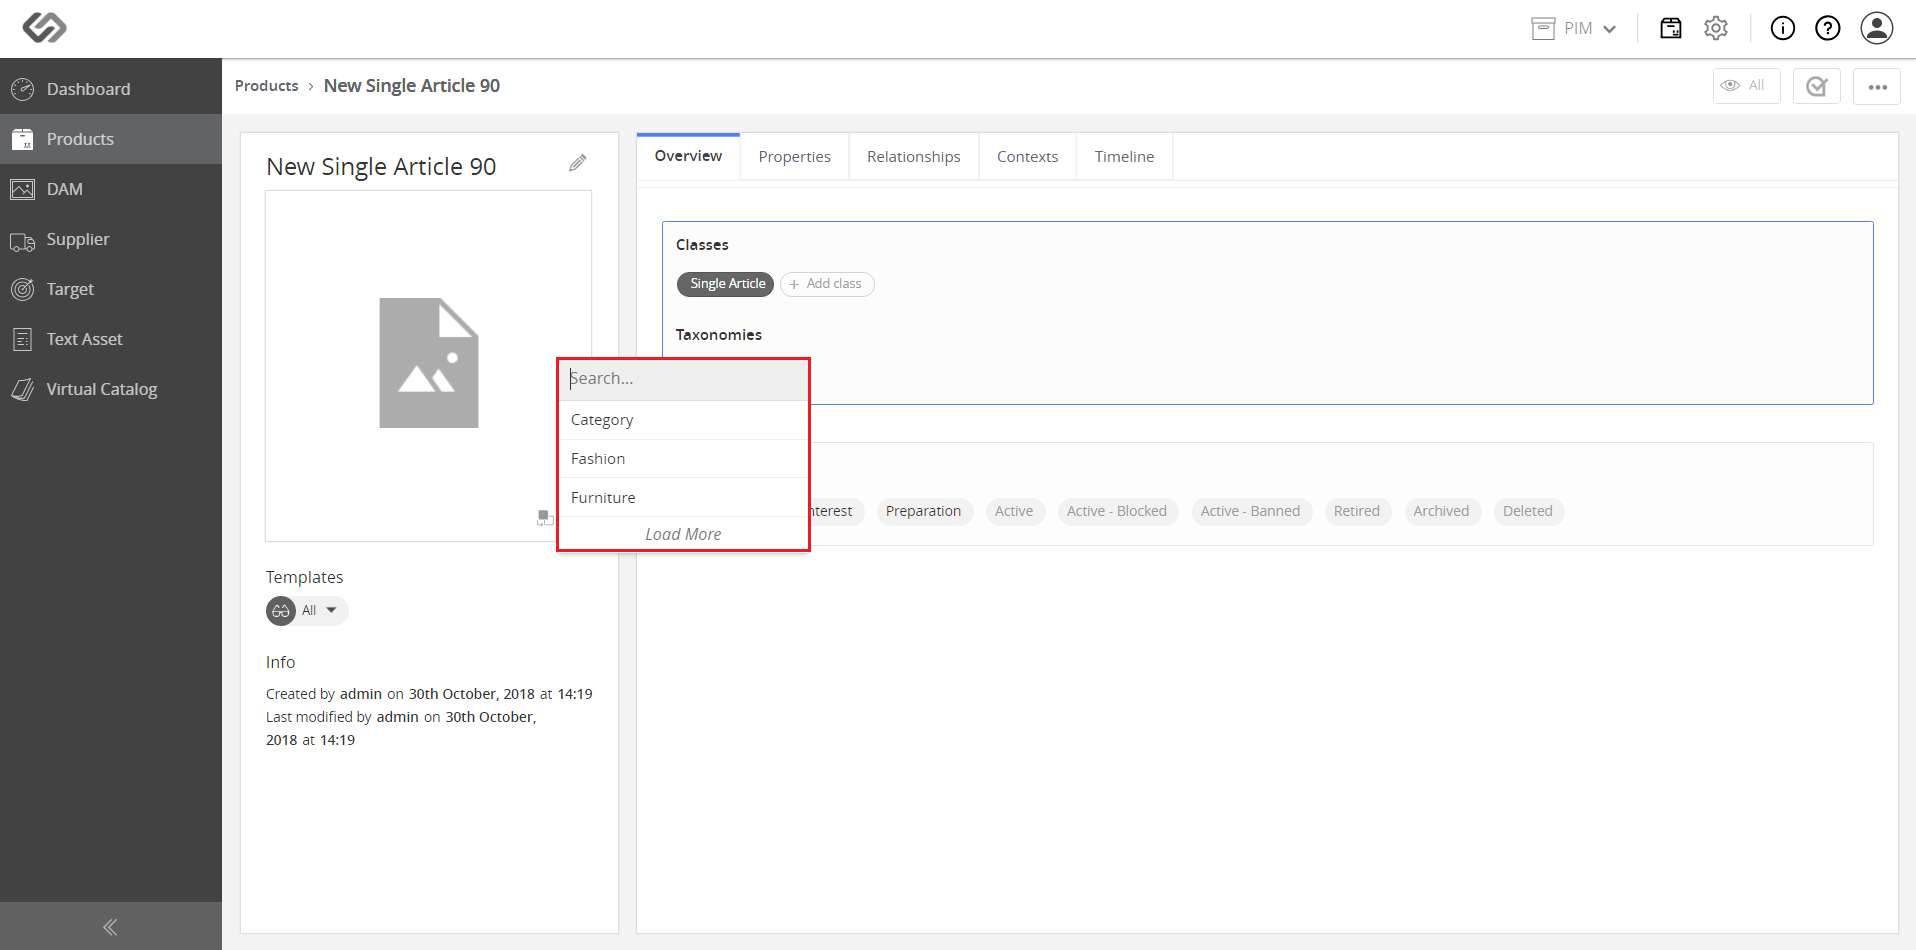 PIM
Dashboard
Products
DAM
Supplier
Target
Text Asset
Virtual Catalog
Products › New Single Article 90
All
New Single Article 90
Templates
All
Info
Created by admin on 30th October, 2018 at 14:19
Last modified by admin on 30th October,
2018 at 14:19
Overview
Properties
Relationships
Contexts
Timeline
Classes
Single Article
+ Add class
Taxonomies
Search...
Category
Fashion
Furniture
Load More
Preparation
Active
Active - Blocked
Active - Banned
Retired
Archived
Deleted